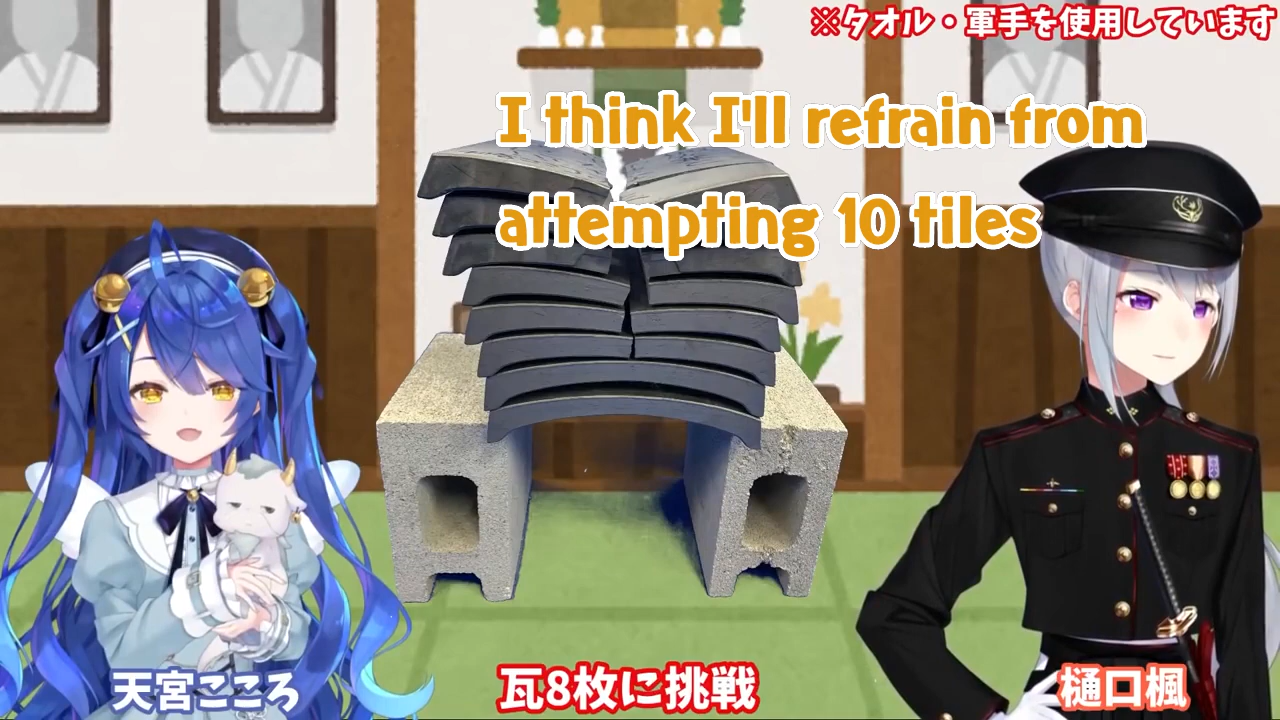 ※タオル・軍手を使用しています
I think I'll refrain from
attempting 10 tiles
天宮こころ
瓦8枚に挑戦
樋口楓